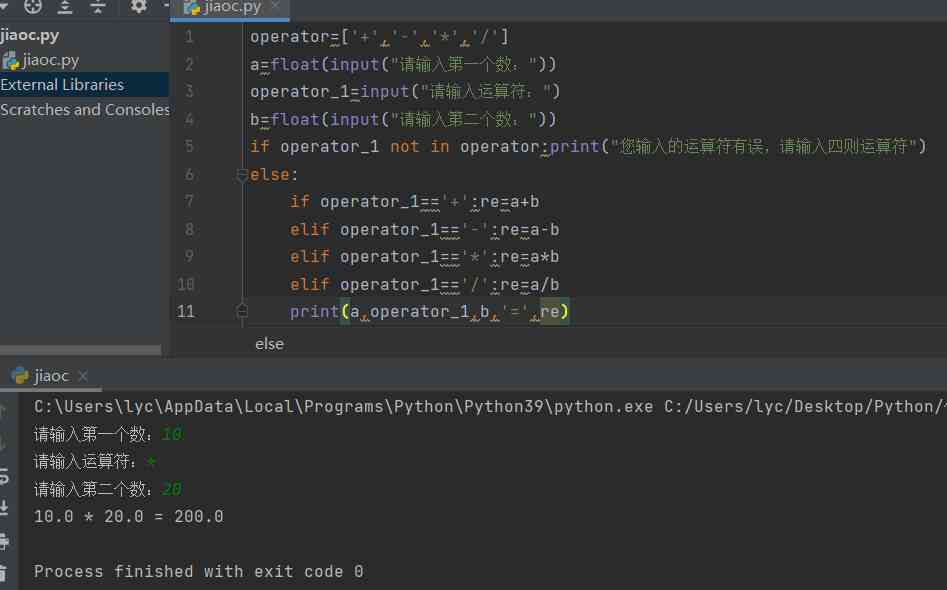 jiaoc.py
jiaoc.py
jiaoc.py
External Libraries
Scratches and Consoles
1 operator=['+','-','*','/']
2 a=float(input("请输入第一个数："))
3 operator_1=input("请输入运算符：")
4 b=float(input("请输入第二个数："))
5 if operator_1 not in operator:print("您输入的运算符有误，请输入四则运算符")
6 else:
7 if operator_1=='+':re=a+b
8 elif operator_1=='-':re=a-b
9 elif operator_1=='*':re=a*b
10 elif operator_1=='/':re=a/b
11 print(a,operator_1,b,'=',re)
else
jiaoc
C:\Users\lyc\AppData\Local\Programs\Python\Python39\python.exe C:/Users/lyc/Desktop/Python/
请输入第一个数：10
请输入运算符：*
请输入第二个数：20
10.0 * 20.0 = 200.0
Process finished with exit code 0